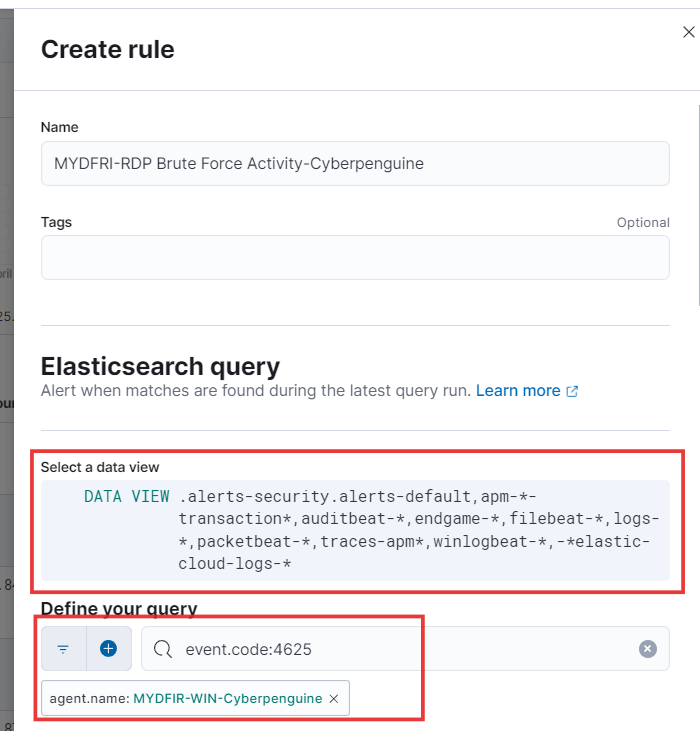 Create rule
Name
MYDFRI-RDP Brute Force Activity-Cyberpenguine
Tags Optional
Elasticsearch query
Alert when matches are found during the latest query run. Learn more
Select a data view
DATA VIEW .alerts-security.alerts-default,apm-*-
transaction*,auditbeat-*,endgame-*,filebeat-*,logs-
*,packetbeat-*,traces-apm*,winlogbeat-*,-*elastic-
cloud-logs-*
Define your query
event.code:4625
agent.name: MYDFIR-WIN-Cyberpenguine